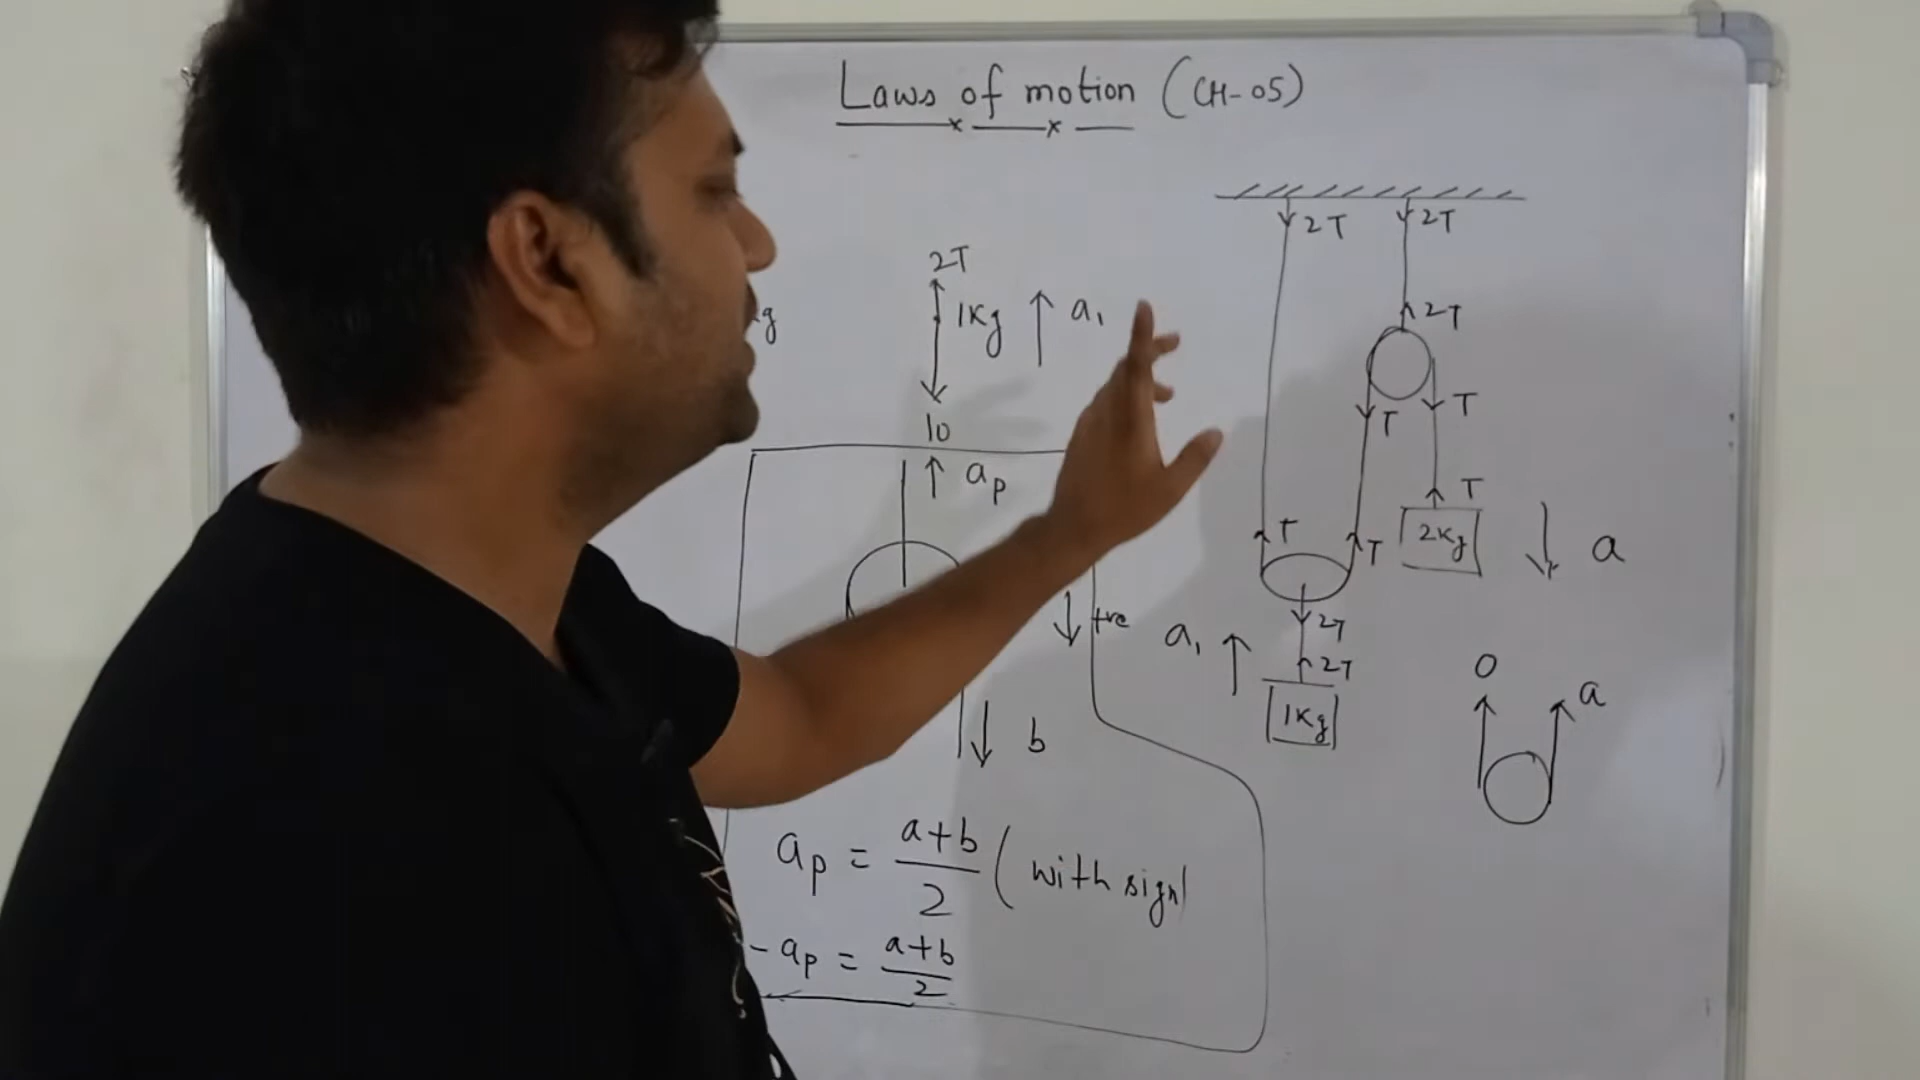 Laws of motion (CH-05)
2T
2T
2T
1Kg
a₁
g
10
2T
T
T
T
2Kg
a
aₚ
T
T
+ve
2T
2T
1Kg
a₁
b
0
a
aₚ = a+b/2 (with sign)
-aₚ = a+b/2